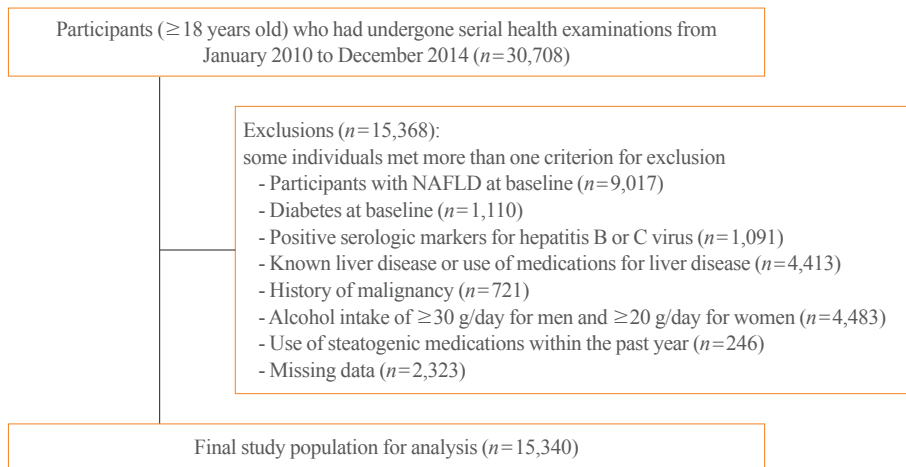 Participants (≥18 years old) who had undergone serial health examinations from
January 2010 to December 2014 (n=30,708)
Exclusions (n=15,368):
some individuals met more than one criterion for exclusion
- Participants with NAFLD at baseline (n=9,017)
- Diabetes at baseline (n=1,110)
- Positive serologic markers for hepatitis B or C virus (n=1,091)
- Known liver disease or use of medications for liver disease (n=4,413)
- History of malignancy (n=721)
- Alcohol intake of ≥30 g/day for men and ≥20 g/day for women (n=4,483)
- Use of steatogenic medications within the past year (n=246)
- Missing data (n=2,323)
Final study population for analysis (n=15,340)